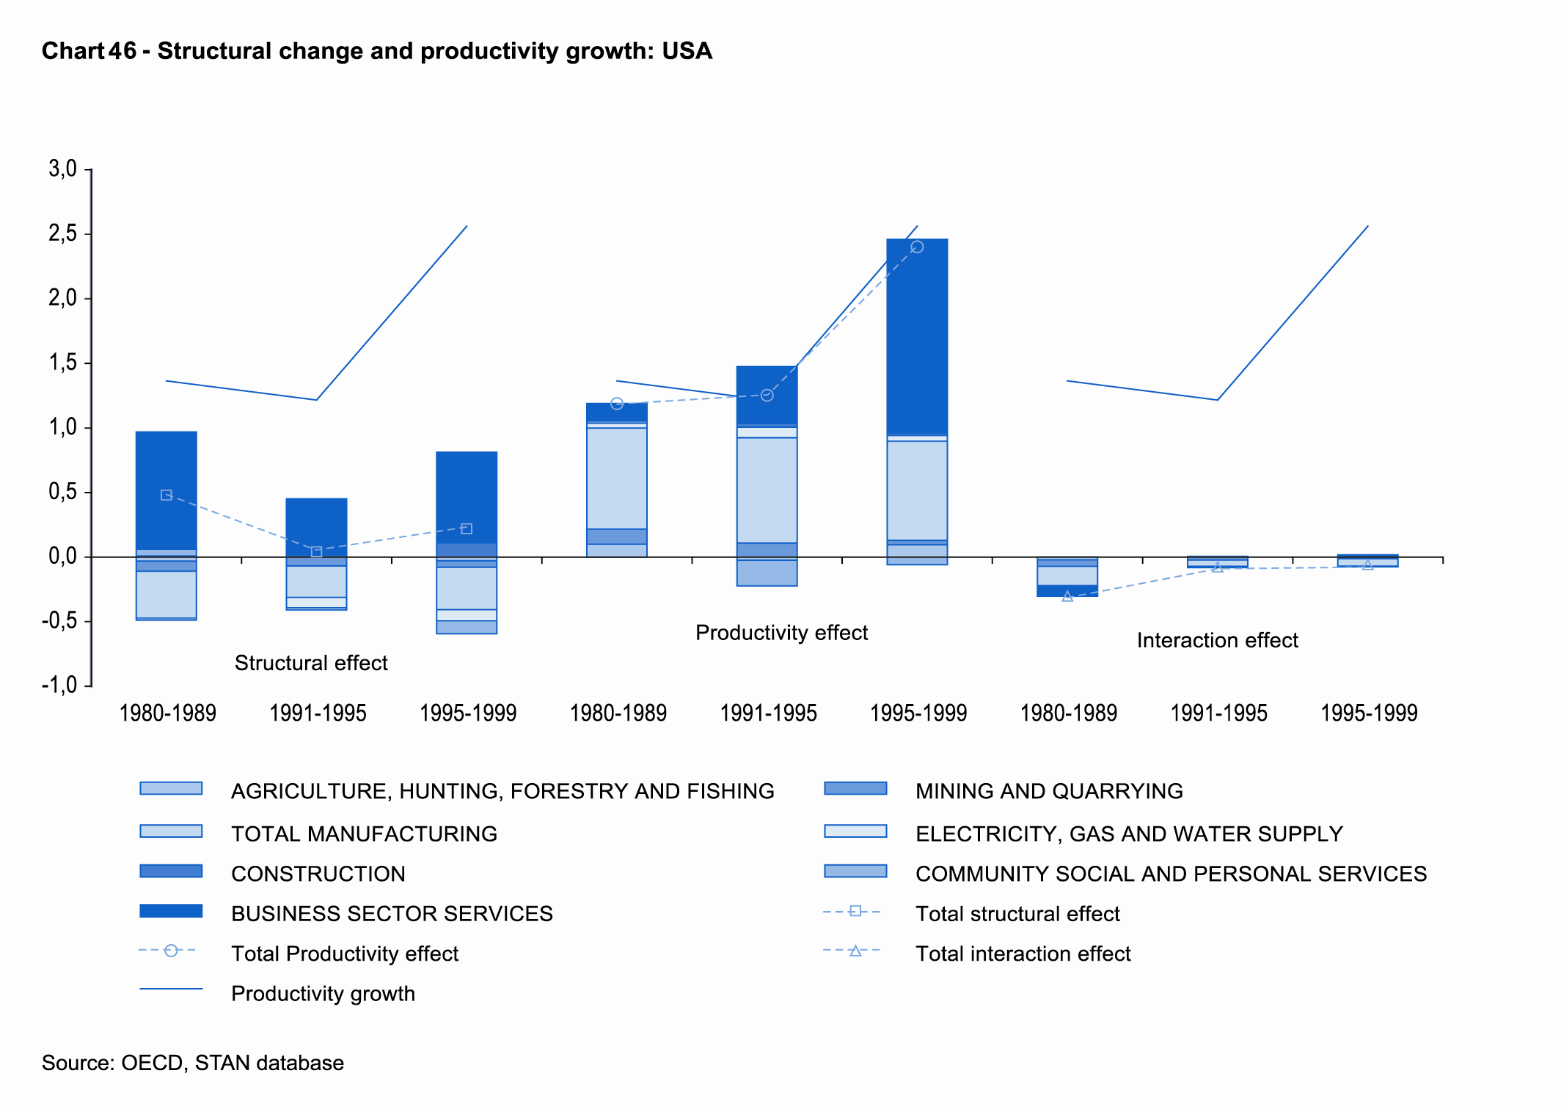 Chart 46 - Structural change and productivity growth: USA
3,0
2,5
2,0
1,5
1,0
0,5
0,0
-0,5
-1,0
Productivity effect
Interaction effect
Structural effect
1980-1989 1991-1995 1995-1999 1980-1989 1991-1995 1995-1999 1980-1989 1991-1995 1995-1999
AGRICULTURE, HUNTING, FORESTRY AND FISHING MINING AND QUARRYING
TOTAL MANUFACTURING ELECTRICITY, GAS AND WATER SUPPLY
CONSTRUCTION COMMUNITY SOCIAL AND PERSONAL SERVICES
BUSINESS SECTOR SERVICES Total structural effect
Total Productivity effect Total interaction effect
Productivity growth
Source: OECD, STAN database